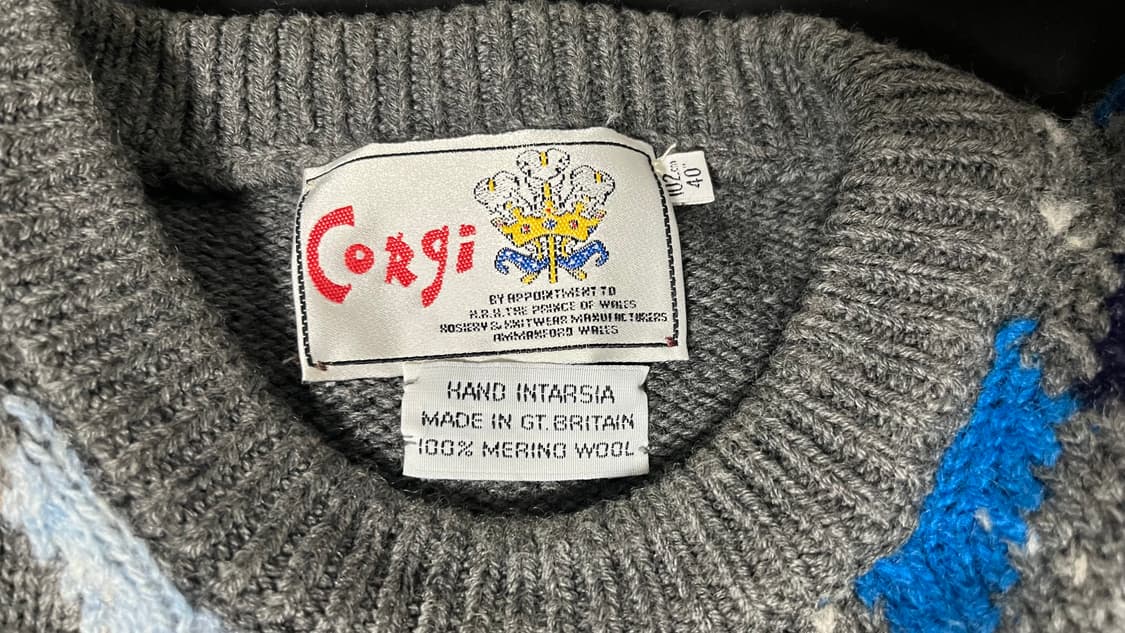 Corgi
BY APPOINTMENT TO
H.R.H. THE PRINCE OF WALES
HOSIERY & KNITWEAR MANUFACTURERS
AMMANFORD WALES
102cm
40"
HAND INTARSIA
MADE IN GT. BRITAIN
100% MERINO WOOL